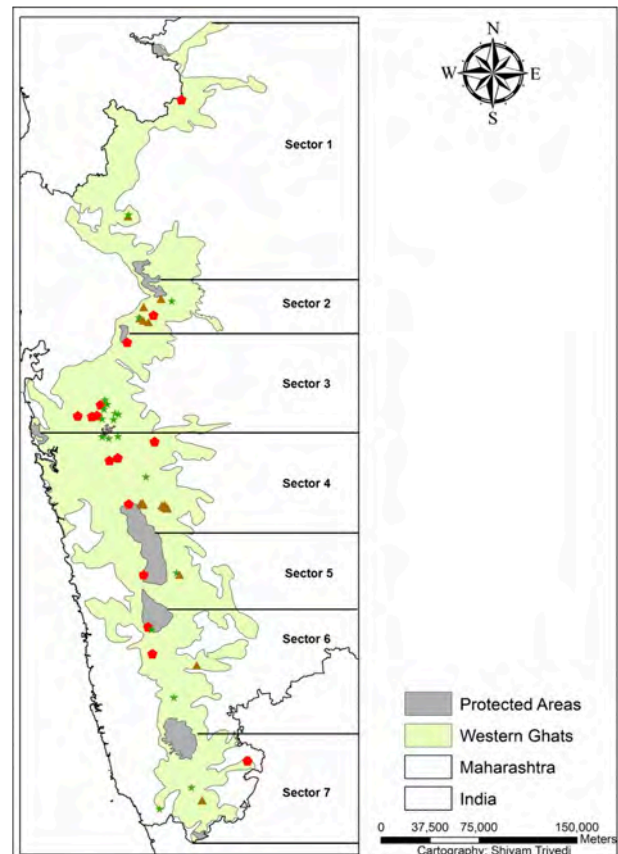 N
W E
S
Sector 1
Sector 2
Sector 3
Sector 4
Sector 5
Sector 6
Sector 7
Protected Areas
Western Ghats
Maharashtra
India
0 37,500 75,000 150,000
Meters
Cartography: Shivam Trivedi